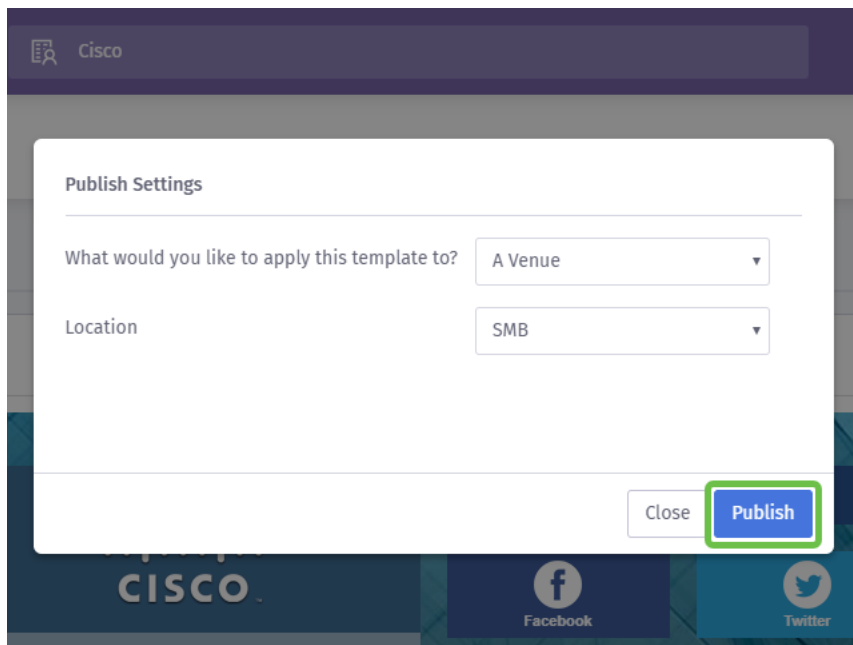 Cisco
Publish Settings
What would you like to apply this template to? A Venue
Location SMB
Close Publish
CISCO
Facebook Twitter